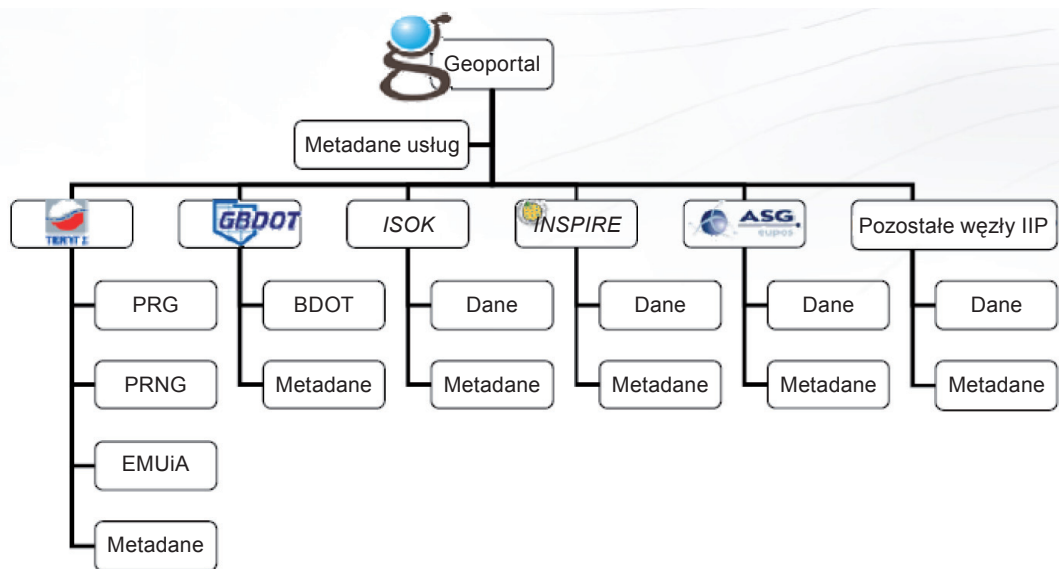 Geoportal
Metadane usług
GBDOT
ISOK
INSPIRE
ASG
eupos
Pozostałe węzły IIP
PRG
BDOT
Dane
Dane
Dane
Dane
PRNG
Metadane
Metadane
Metadane
Metadane
Metadane
EMUiA
Metadane